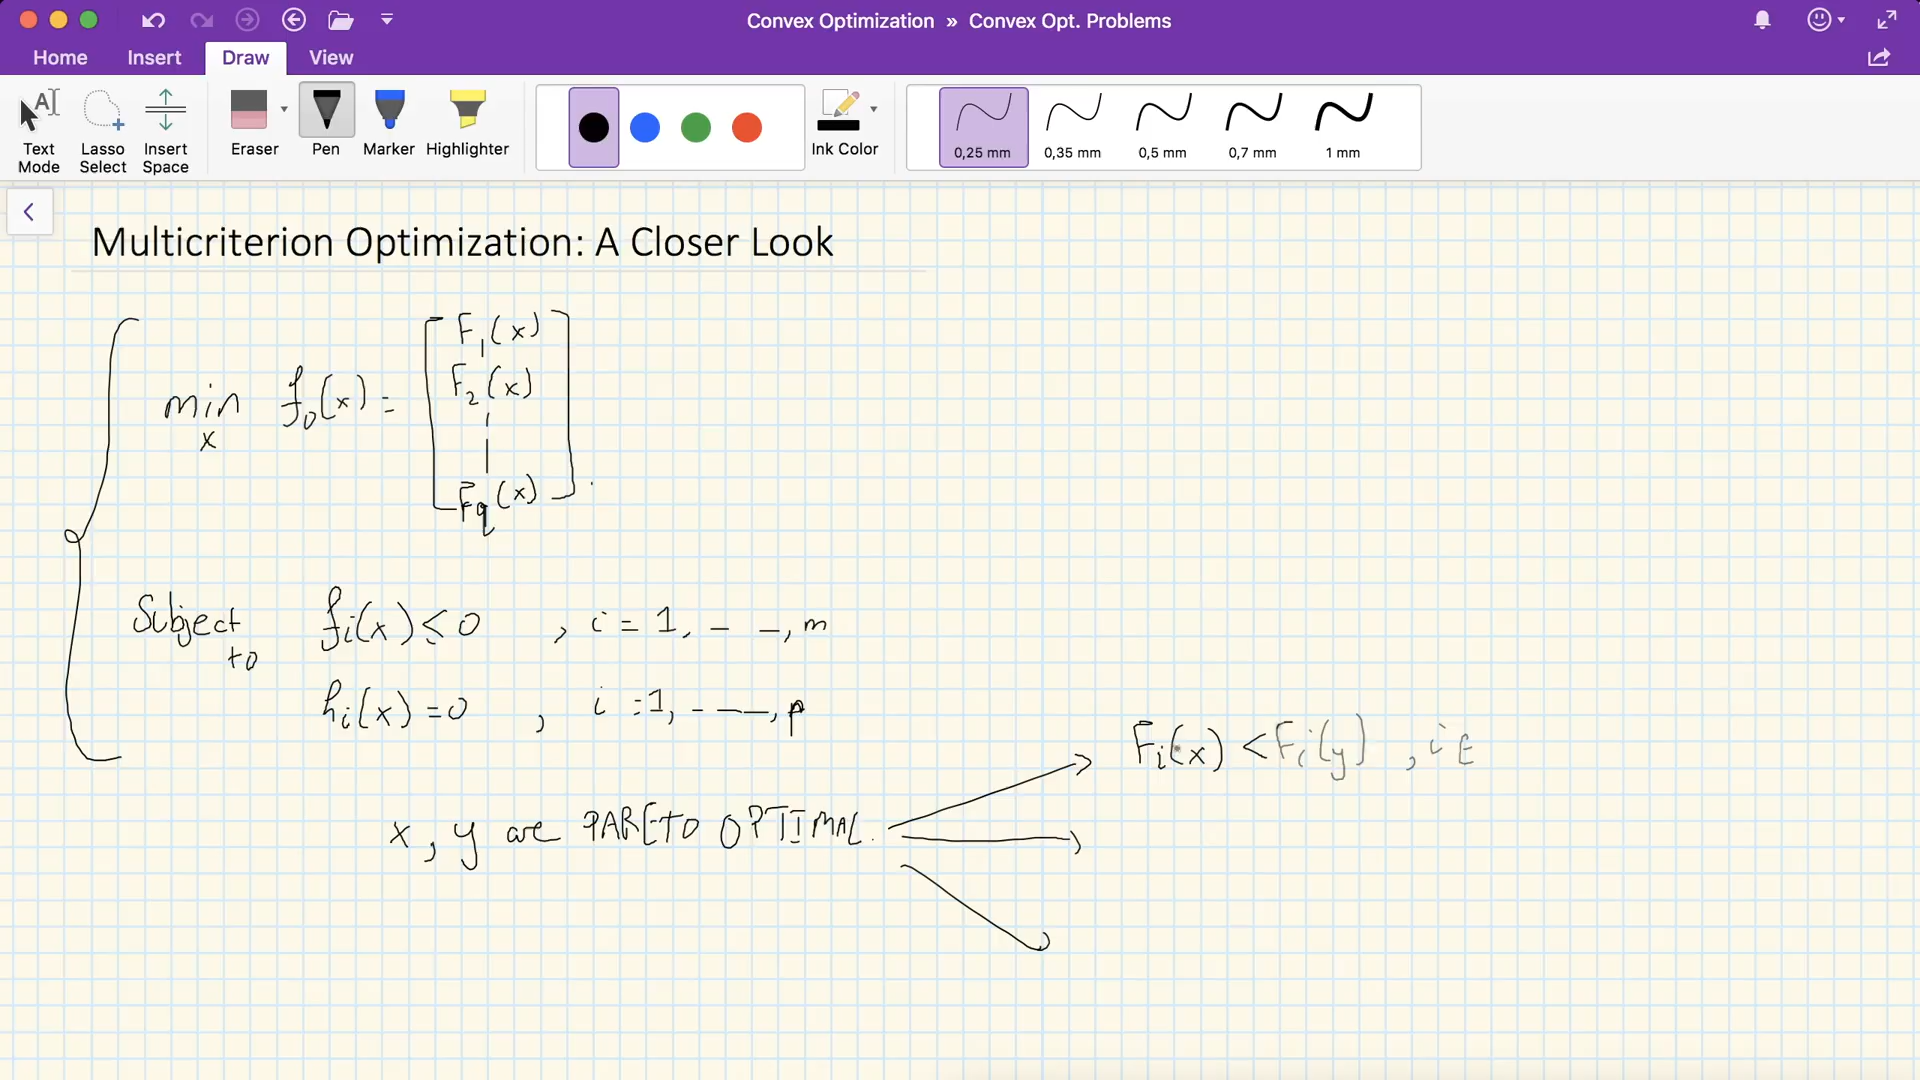 Convex Optimization » Convex Opt. Problems
Home Insert Draw View
Text Mode Lasso Select Insert Space Eraser Pen Marker Highlighter Ink Color 0,25 mm 0,35 mm 0,5 mm 0,7 mm 1 mm
Multicriterion Optimization: A Closer Look
F₁(x)
min f₀(x) = F₂(x)
x
Fq(x)
Subject to fᵢ(x) ≤ 0 , i = 1, _ _, m
hᵢ(x) = 0 , i = 1, - __, p
Fᵢ(x) < Fᵢ(y) , i ∈
x, y are PARETO OPTIMAL.